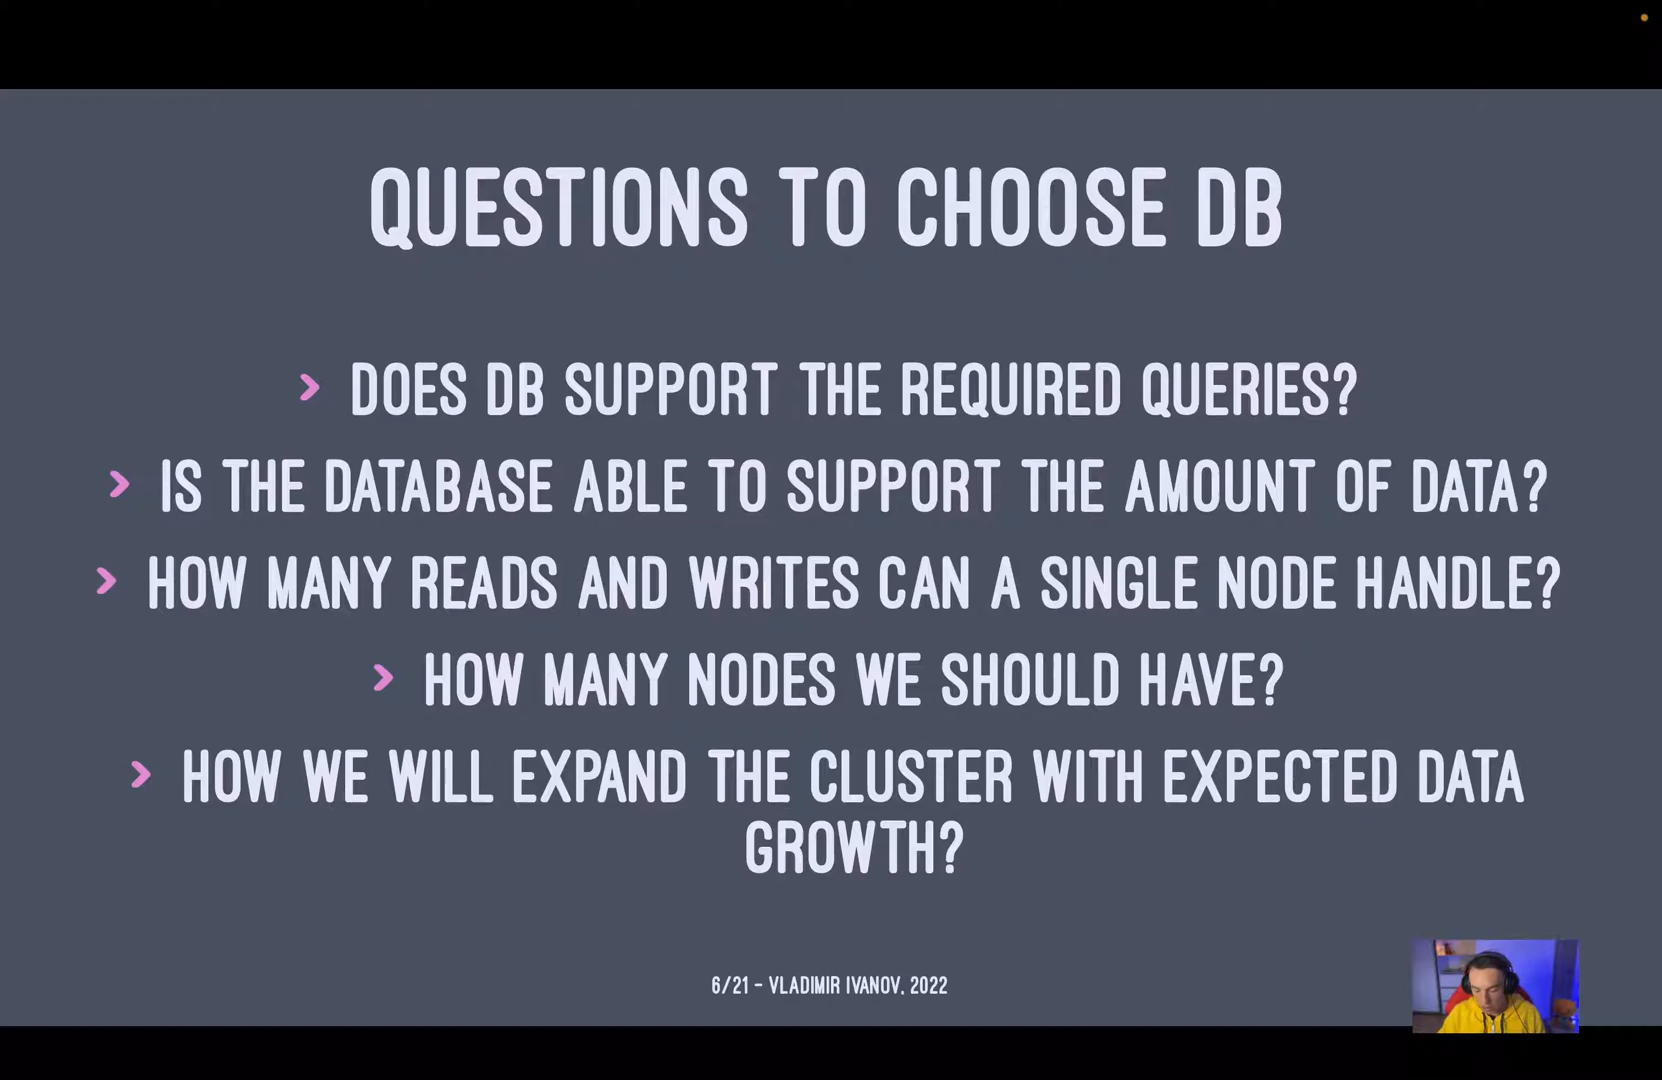 QUESTIONS TO CHOOSE DB
DOES DB SUPPORT THE REQUIRED QUERIES?
IS THE DATABASE ABLE TO SUPPORT THE AMOUNT OF DATA?
HOW MANY READS AND WRITES CAN A SINGLE NODE HANDLE?
HOW MANY NODES WE SHOULD HAVE?
HOW WE WILL EXPAND THE CLUSTER WITH EXPECTED DATA
GROWTH?
6/21 – VLADIMIR IVANOV, 2022